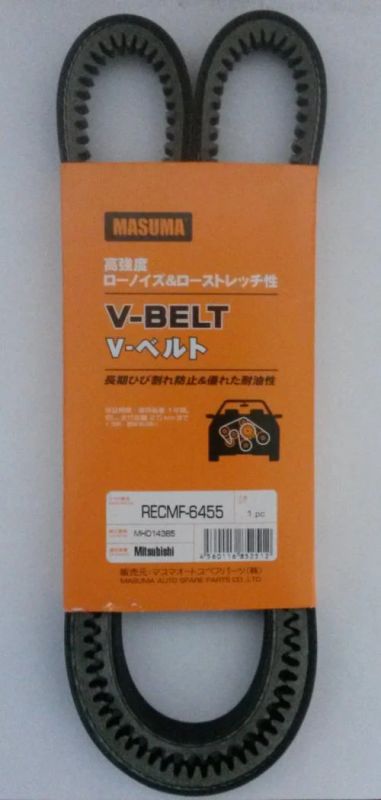 MASUMA
高強度
ローノイズ&ローストレッチ性
V-BELT
V-ベルト
長期ひび割れ防止&優れた耐油性
RECMF-6455
1 pc
MHD14385
Mitsubishi
4560116852512
販売元:マスマオートスペアパーツ(株)
MASUMA AUTO SPARE PARTS CO.,LTD